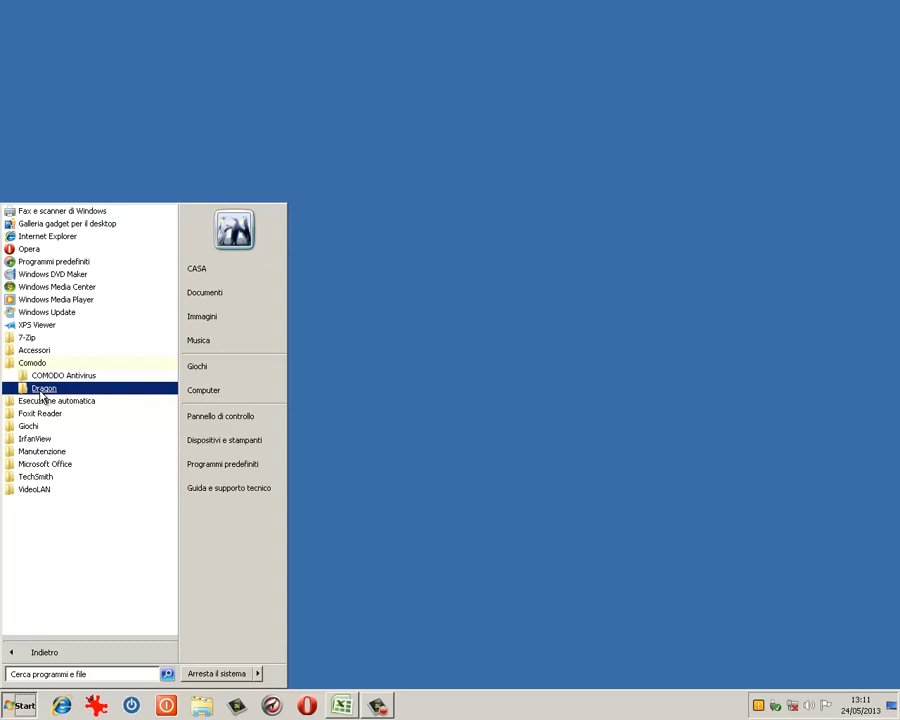 Fax e scanner di Windows
Galleria gadget per il desktop
Internet Explorer
Opera
Programmi predefiniti
Windows DVD Maker
Windows Media Center
Windows Media Player
Windows Update
XPS Viewer
7-Zip
Accessori
Comodo
COMODO Antivirus
Dragon
Esecuzione automatica
Foxit Reader
Giochi
IrfanView
Manutenzione
Microsoft Office
TechSmith
VideoLAN
Indietro
Cerca programmi e file
CASA
Documenti
Immagini
Musica
Giochi
Computer
Pannello di controllo
Dispositivi e stampanti
Programmi predefiniti
Guida e supporto tecnico
Arresta il sistema
Start
13:11
24/05/2013